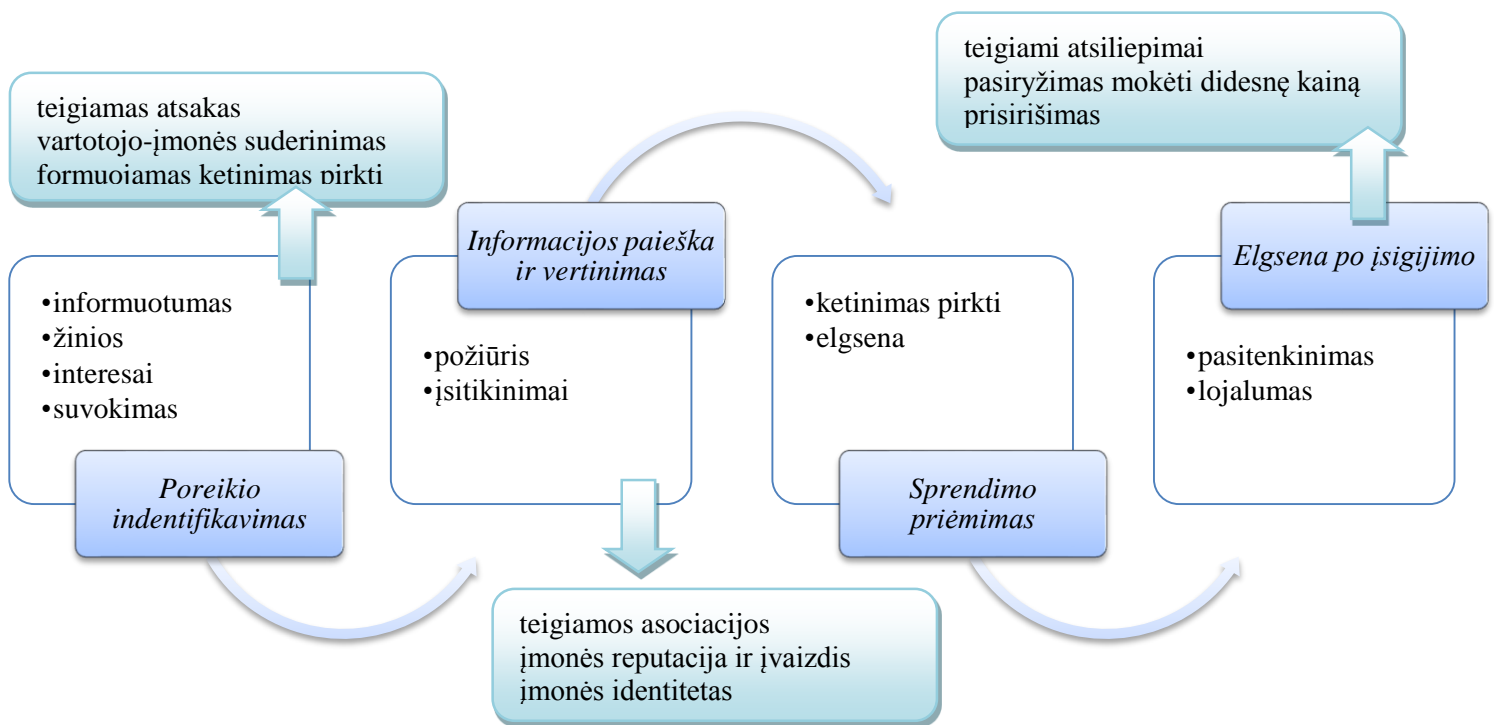 teigiamas atsakas
vartotojo-įmonės suderinimas
formuojamas ketinimas pirkti
•informuotumas
•žinios
•interesai
•suvokimas
Poreikio
indentifikavimas
Informacijos paieška
ir vertinimas
•požiūris
•įsitikinimai
teigiamos asociacijos
įmonės reputacija ir įvaizdis
įmonės identitetas
•ketinimas pirkti
•elgsena
Sprendimo
priėmimas
teigiami atsiliepimai
pasiryžimas mokėti didesnę kainą
prisirišimas
Elgsena po įsigijimo
•pasitenkinimas
•lojalumas